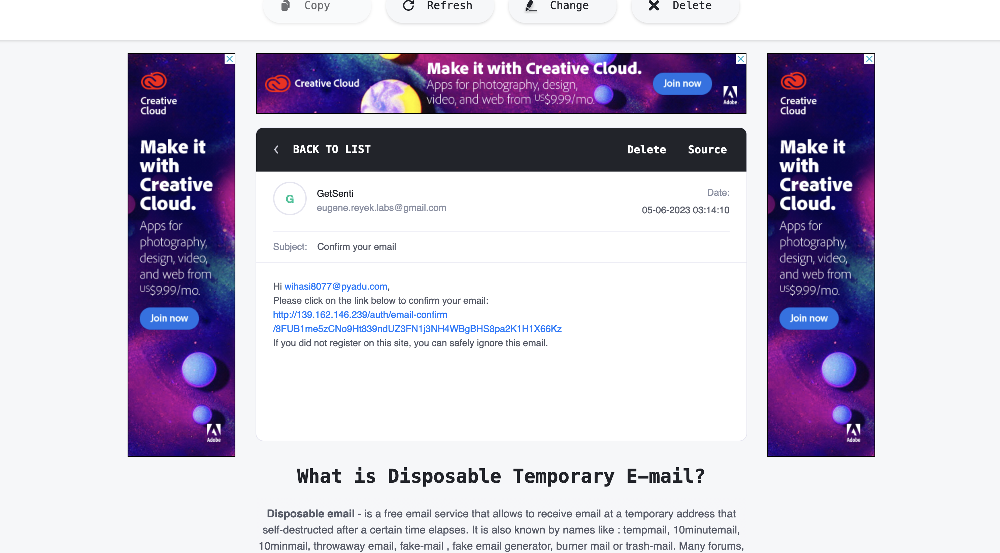 Copy
Refresh
Change
Delete
Creative
Cloud
Make it
with
Creative
Cloud.
Apps for
photography,
design, video,
and web from
US$9.99/mo.
Join now
Adobe
Creative Cloud
Make it with Creative Cloud.
Apps for photography, design,
video, and web from US$9.99/mo.
Join now
Adobe
Creative
Cloud
Make it
with
Creative
Cloud.
Apps for
photography,
design, video,
and web from
US$9.99/mo.
Join now
Adobe
BACK TO LIST
Delete
Source
G
GetSenti
eugene.reyek.labs@gmail.com
Date:
05-06-2023 03:14:10
Subject: Confirm your email
Hi wihasi8077@pyadu.com,
Please click on the link below to confirm your email:
http://139.162.146.239/auth/email-confirm
/8FUB1me5zCNo9Ht839ndUZ3FN1j3NH4WBgBHS8pa2K1H1X66Kz
If you did not register on this site, you can safely ignore this email.
What is Disposable Temporary E-mail?
Disposable email - is a free email service that allows to receive email at a temporary address that
self-destructed after a certain time elapses. It is also known by names like : tempmail, 10minutemail,
10minmail, throwaway email, fake-mail , fake email generator, burner mail or trash-mail. Many forums,